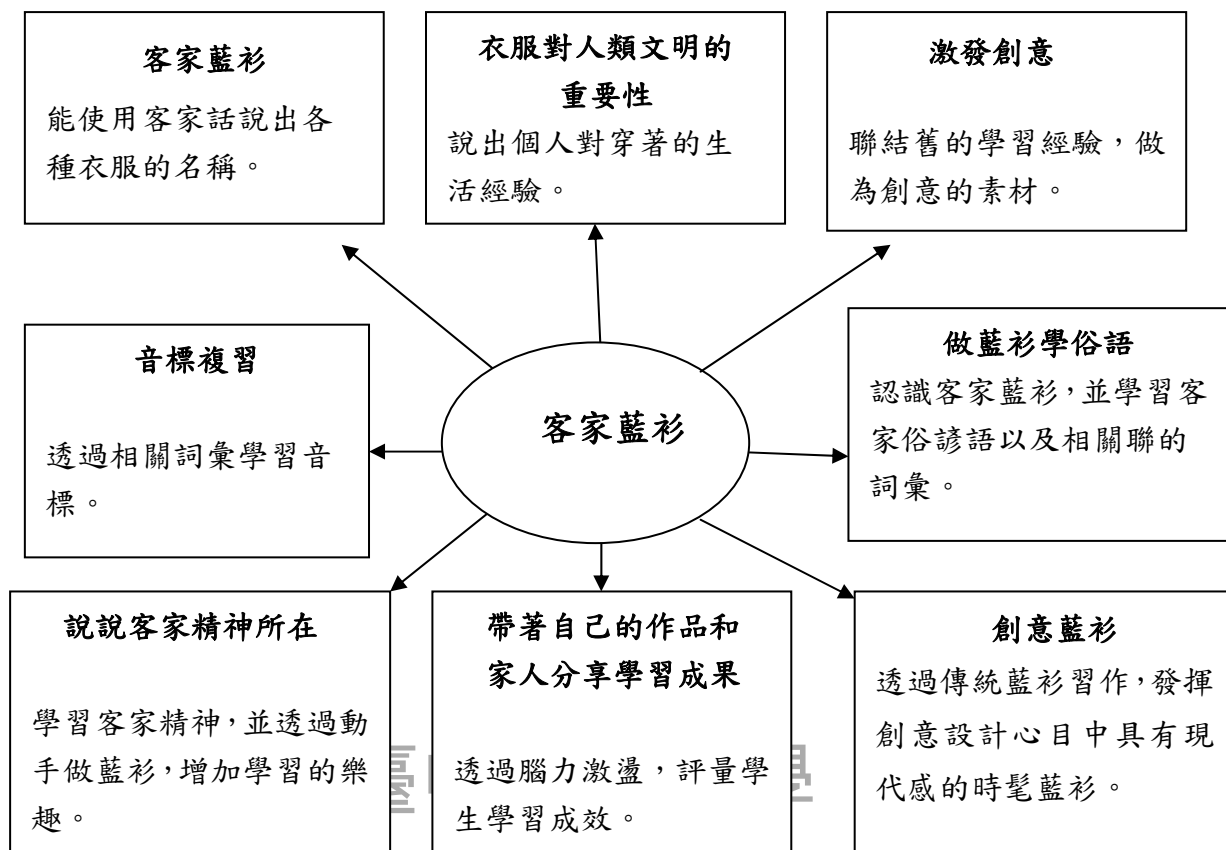 客家藍衫
能使用客家話說出各
種衣服的名稱。
衣服對人類文明的
重要性
說出個人對穿著的生
活經驗。
激發創意
聯結舊的學習經驗，做
為創意的素材。
音標複習
透過相關詞彙學習音
標。
客家藍衫
做藍衫學俗語
認識客家藍衫，並學習客
家俗諺語以及相關聯的
詞彙。
說說客家精神所在
學習客家精神，並透過動
手做藍衫，增加學習的樂
趣。
帶著自己的作品和
家人分享學習成果
透過腦力激盪，評量學
生學習成效。
創意藍衫
透過傳統藍衫習作，發揮
創意設計心目中具有現
代感的時髦藍衫。